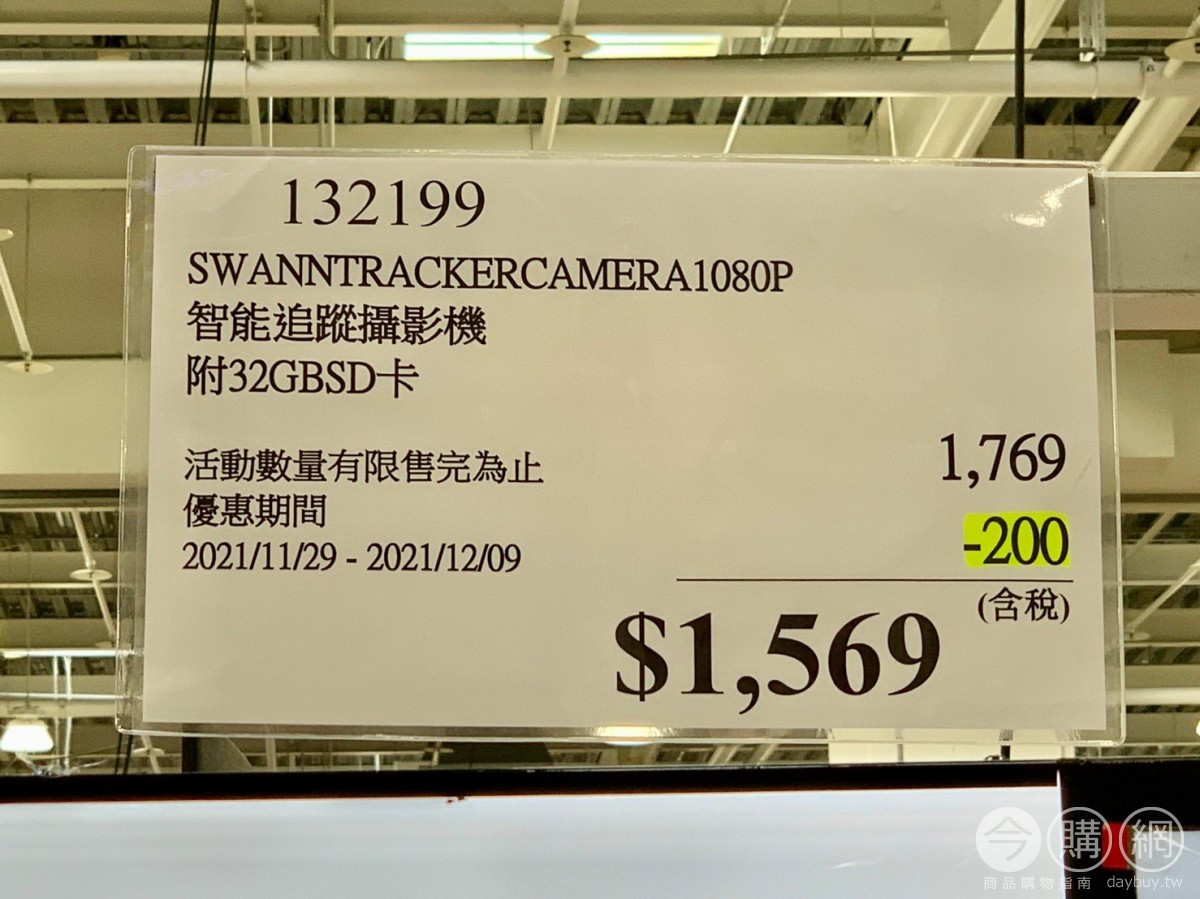 132199
SWANNTRACKERCAMERA1080P
智能追蹤攝影機
附32GBSD卡
活動數量有限售完為止
優惠期間
2021/11/29 - 2021/12/09
1,769
-200
(含稅)
$1,569
今購網
商品購物指南 daybuy.tw